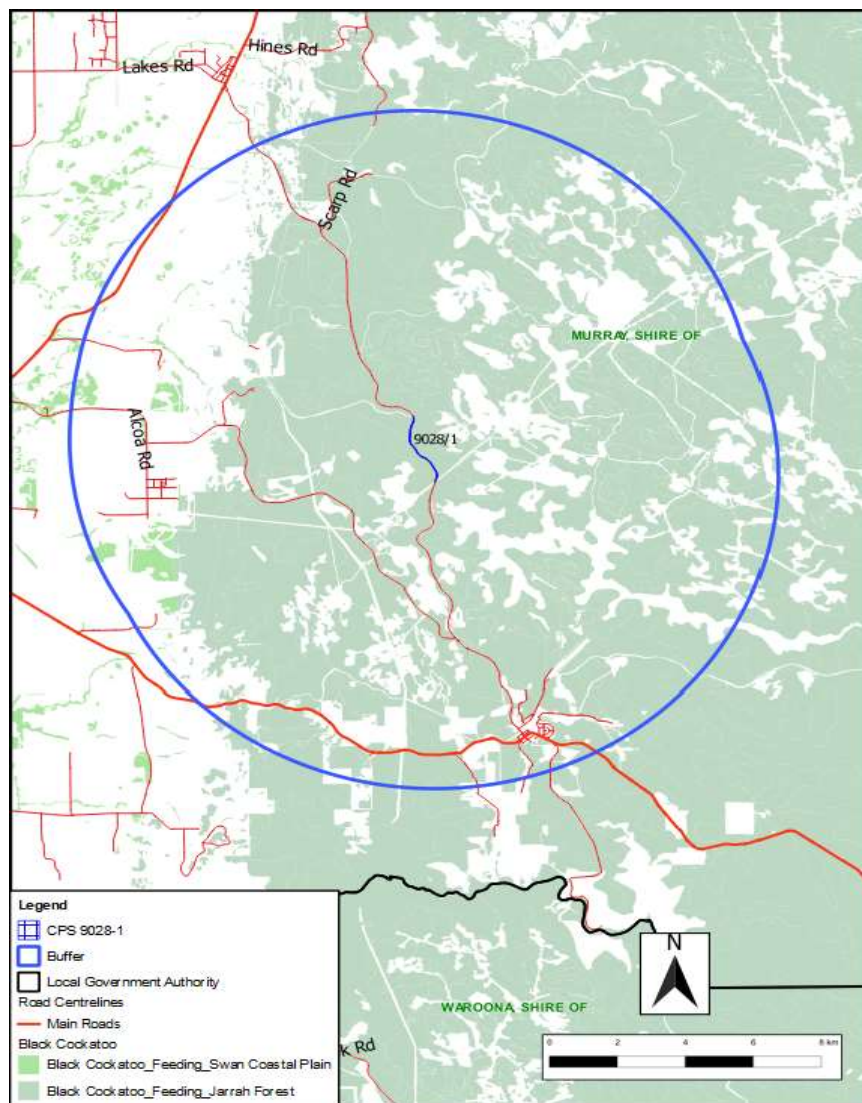 Hines Rd
Lakes Rd
Scarp Rd
MURRAY, SHIRE OF
Alcoa Rd
9028/1
Legend
CPS 9028-1
Buffer
Local Government Authority
Road Centrelines
Main Roads
Black Cockatoo
Black Cockatoo_Feeding_Swan Coastal Plain
Black Cockatoo_Feeding_Jarrah Forest
N
WAROONA, SHIRE OF
k Rd
0 2 4 6 8 km